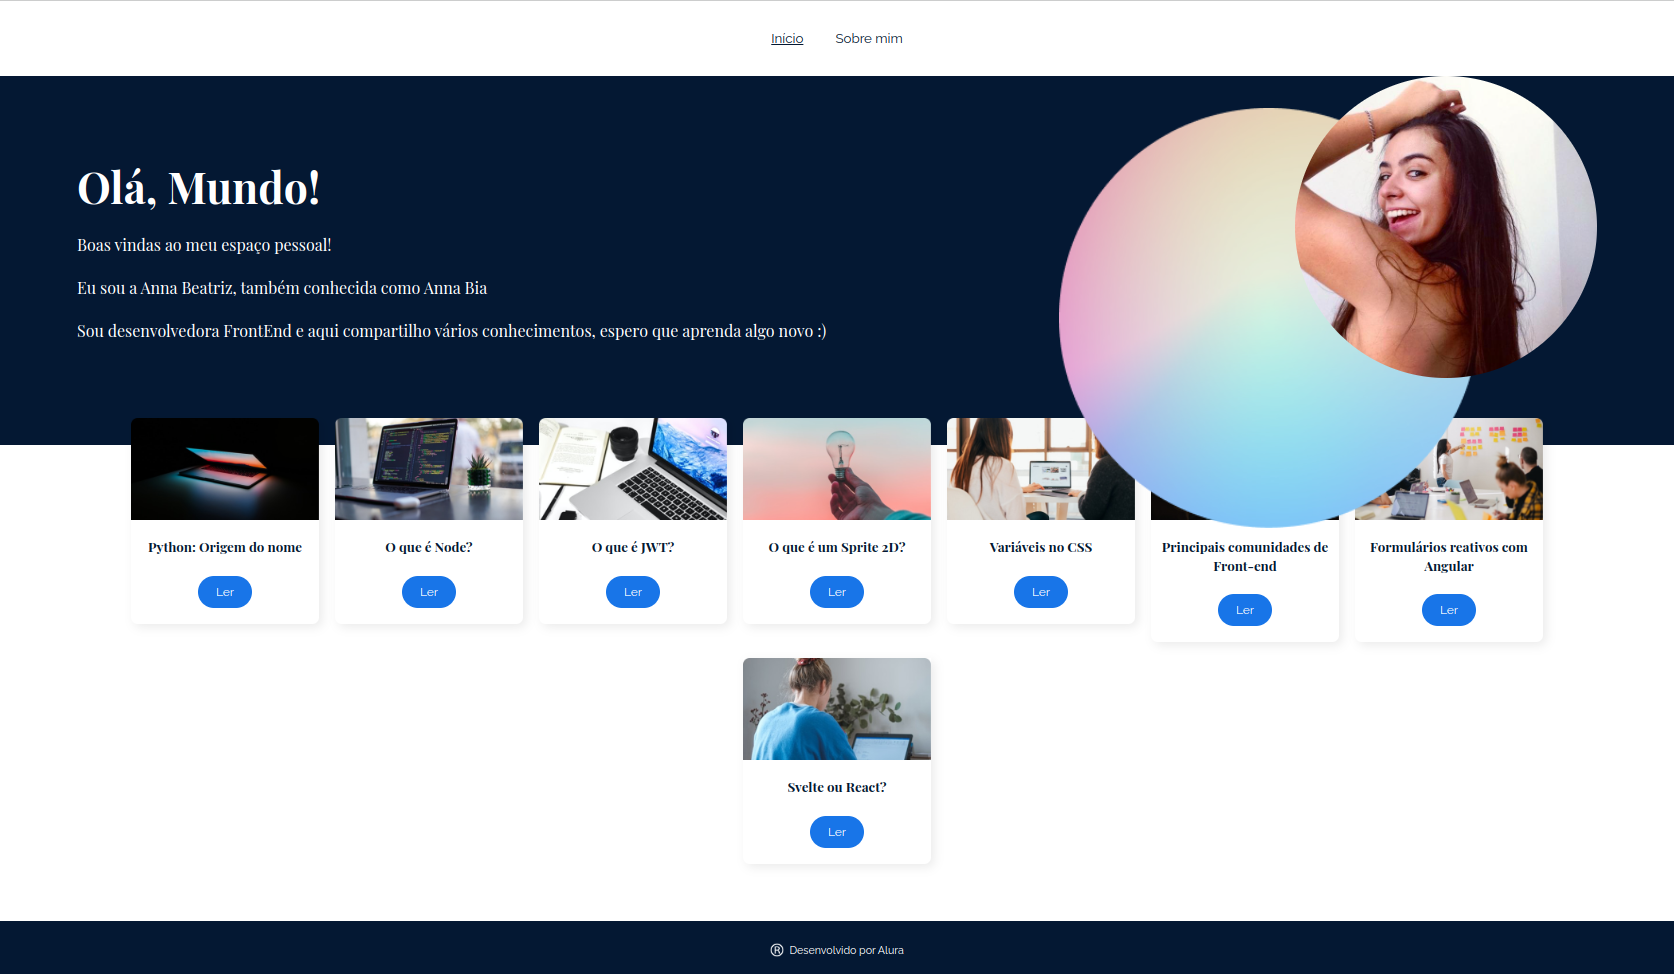 Início Sobre mim
Olá, Mundo!
Boas vindas ao meu espaço pessoal!
Eu sou a Anna Beatriz, também conhecida como Anna Bia
Sou desenvolvedora FrontEnd e aqui compartilho vários conhecimentos, espero que aprenda algo novo :)
Python: Origem do nome
Ler
O que é Node?
Ler
O que é JWT?
Ler
O que é um Sprite 2D?
Ler
Variáveis no CSS
Ler
Principais comunidades de
Front-end
Ler
Formulários reativos com
Angular
Ler
Svelte ou React?
Ler
® Desenvolvido por Alura